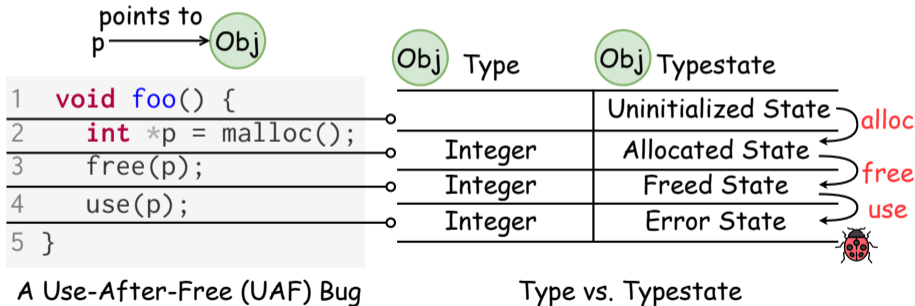 points to
p Obj
Obj Type Obj Typestate
1 void foo() {
2 int *p = malloc();
3 free(p);
4 use(p);
5 }
Uninitialized State
Integer Allocated State
Integer Freed State
Integer Error State
alloc
free
use
A Use-After-Free (UAF) Bug
Type vs. Typestate